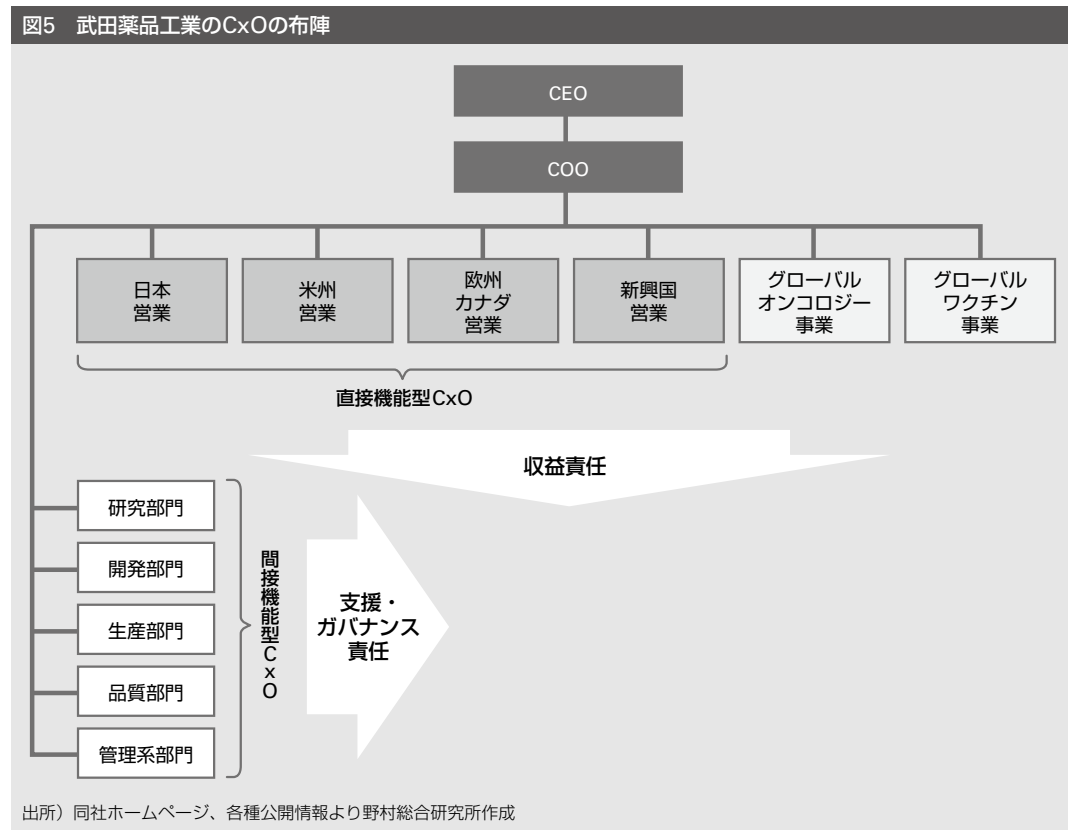 図5 武田薬品工業のCxOの布陣
CEO
COO
日本
営業
米州
営業
欧州
カナダ
営業
新興国
営業
グローバル
オンコロジー
事業
グローバル
ワクチン
事業
直接機能型CxO
収益責任
研究部門
開発部門
生産部門
品質部門
管理系部門
間接機能型CxO
支援・
ガバナンス
責任
出所）同社ホームページ、各種公開情報より野村総合研究所作成